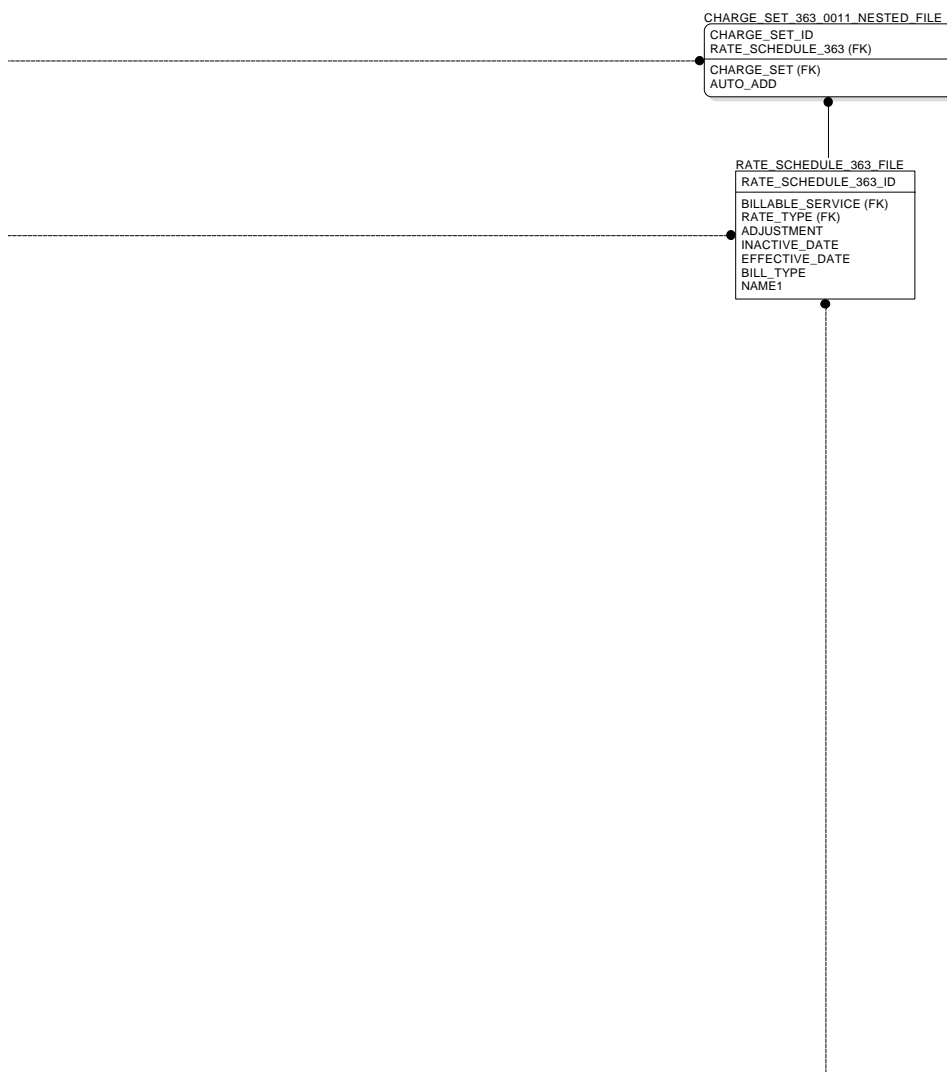 CHARGE_SET_363_0011_NESTED_FILE
CHARGE_SET_ID
RATE_SCHEDULE_363 (FK)
CHARGE_SET (FK)
AUTO_ADD
RATE_SCHEDULE_363_FILE
RATE_SCHEDULE_363_ID
BILLABLE_SERVICE (FK)
RATE_TYPE (FK)
ADJUSTMENT
INACTIVE_DATE
EFFECTIVE_DATE
BILL_TYPE
NAME1